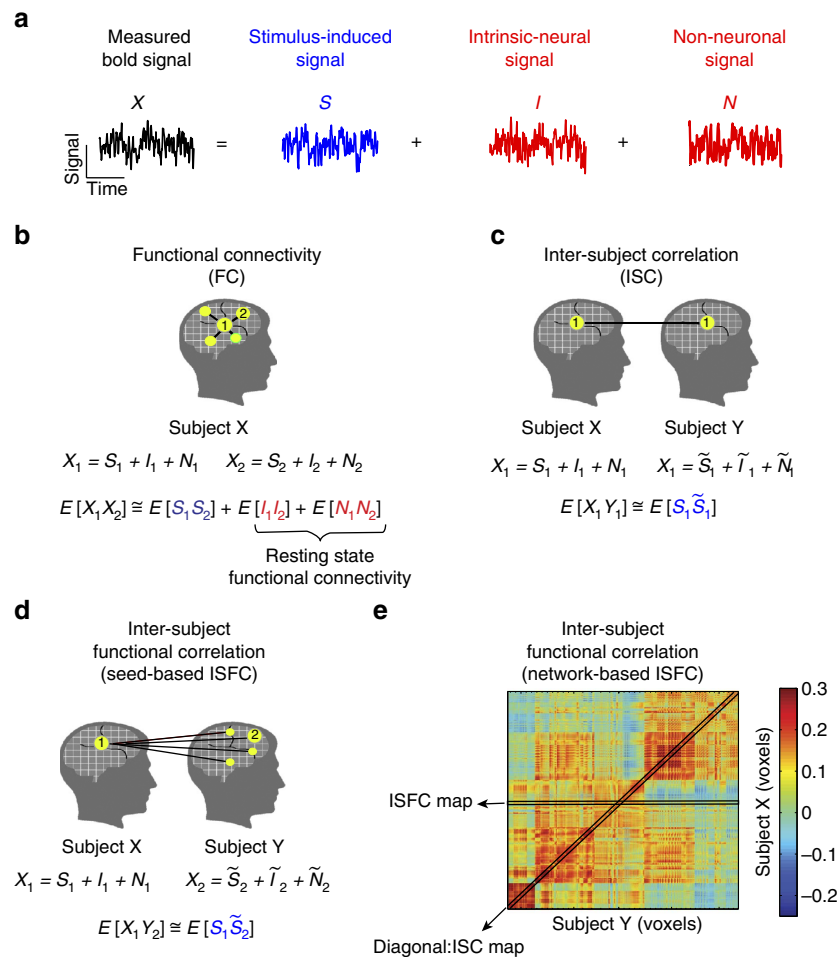 a
Measured
bold signal
Stimulus-induced
signal
Intrinsic-neural
signal
Non-neuronal
signal
X
S
I
N
Signal
Time
=
+
+
b
Functional connectivity
(FC)
1
2
Subject X
X₁ = S₁ + I₁ + N₁
X₂ = S₂ + I₂ + N₂
E [X₁X₂] ≅ E [S₁S₂] + E [I₁I₂] + E [N₁N₂]
Resting state
functional connectivity
c
Inter-subject correlation
(ISC)
1
1
Subject X
Subject Y
X₁ = S₁ + I₁ + N₁
X₁ = S̃₁ + Ĩ₁ + Ñ₁
E [X₁Y₁] ≅ E [S₁S̃₁]
d
Inter-subject
functional correlation
(seed-based ISFC)
1
2
Subject X
Subject Y
X₁ = S₁ + I₁ + N₁
X₂ = S̃₂ + Ĩ₂ + Ñ₂
E [X₁Y₂] ≅ E [S₁S̃₂]
e
Inter-subject
functional correlation
(network-based ISFC)
ISFC map
Diagonal:ISC map
Subject Y (voxels)
Subject X (voxels)
0.3
0.2
0.1
0
–0.1
–0.2